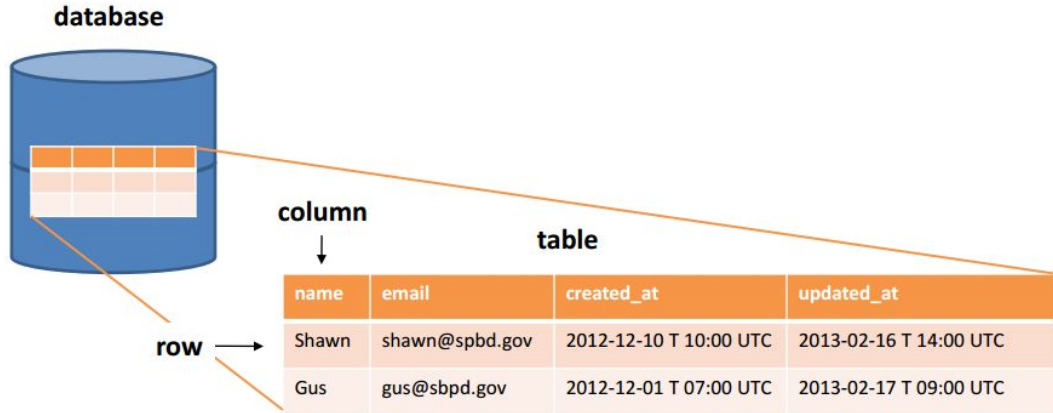 database
column
table
name email created_at updated_at
row
Shawn shawn@spbd.gov 2012-12-10 T 10:00 UTC 2013-02-16 T 14:00 UTC
Gus gus@sbpd.gov 2012-12-01 T 07:00 UTC 2013-02-17 T 09:00 UTC